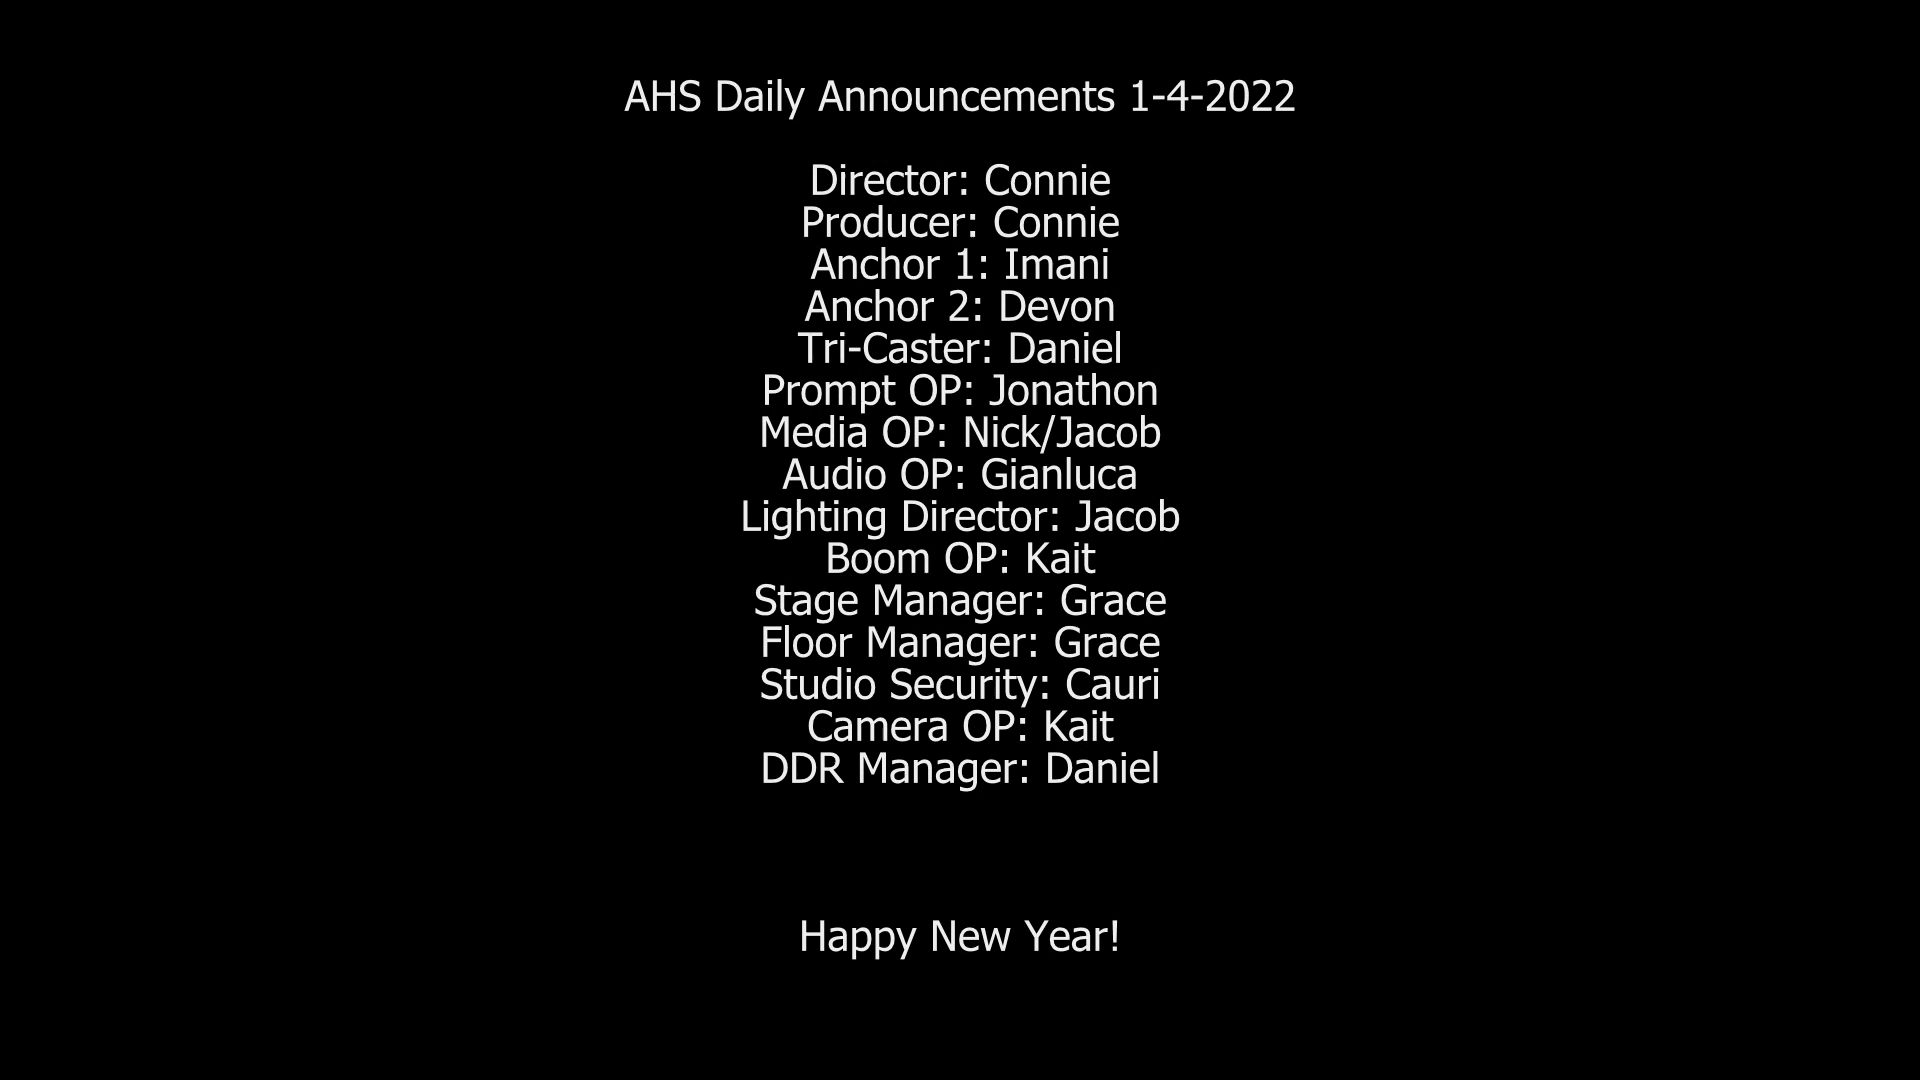 AHS Daily Announcements 1-4-2022
Director: Connie
Producer: Connie
Anchor 1: Imani
Anchor 2: Devon
Tri-Caster: Daniel
Prompt OP: Jonathon
Media OP: Nick/Jacob
Audio OP: Gianluca
Lighting Director: Jacob
Boom OP: Kait
Stage Manager: Grace
Floor Manager: Grace
Studio Security: Cauri
Camera OP: Kait
DDR Manager: Daniel
Happy New Year!